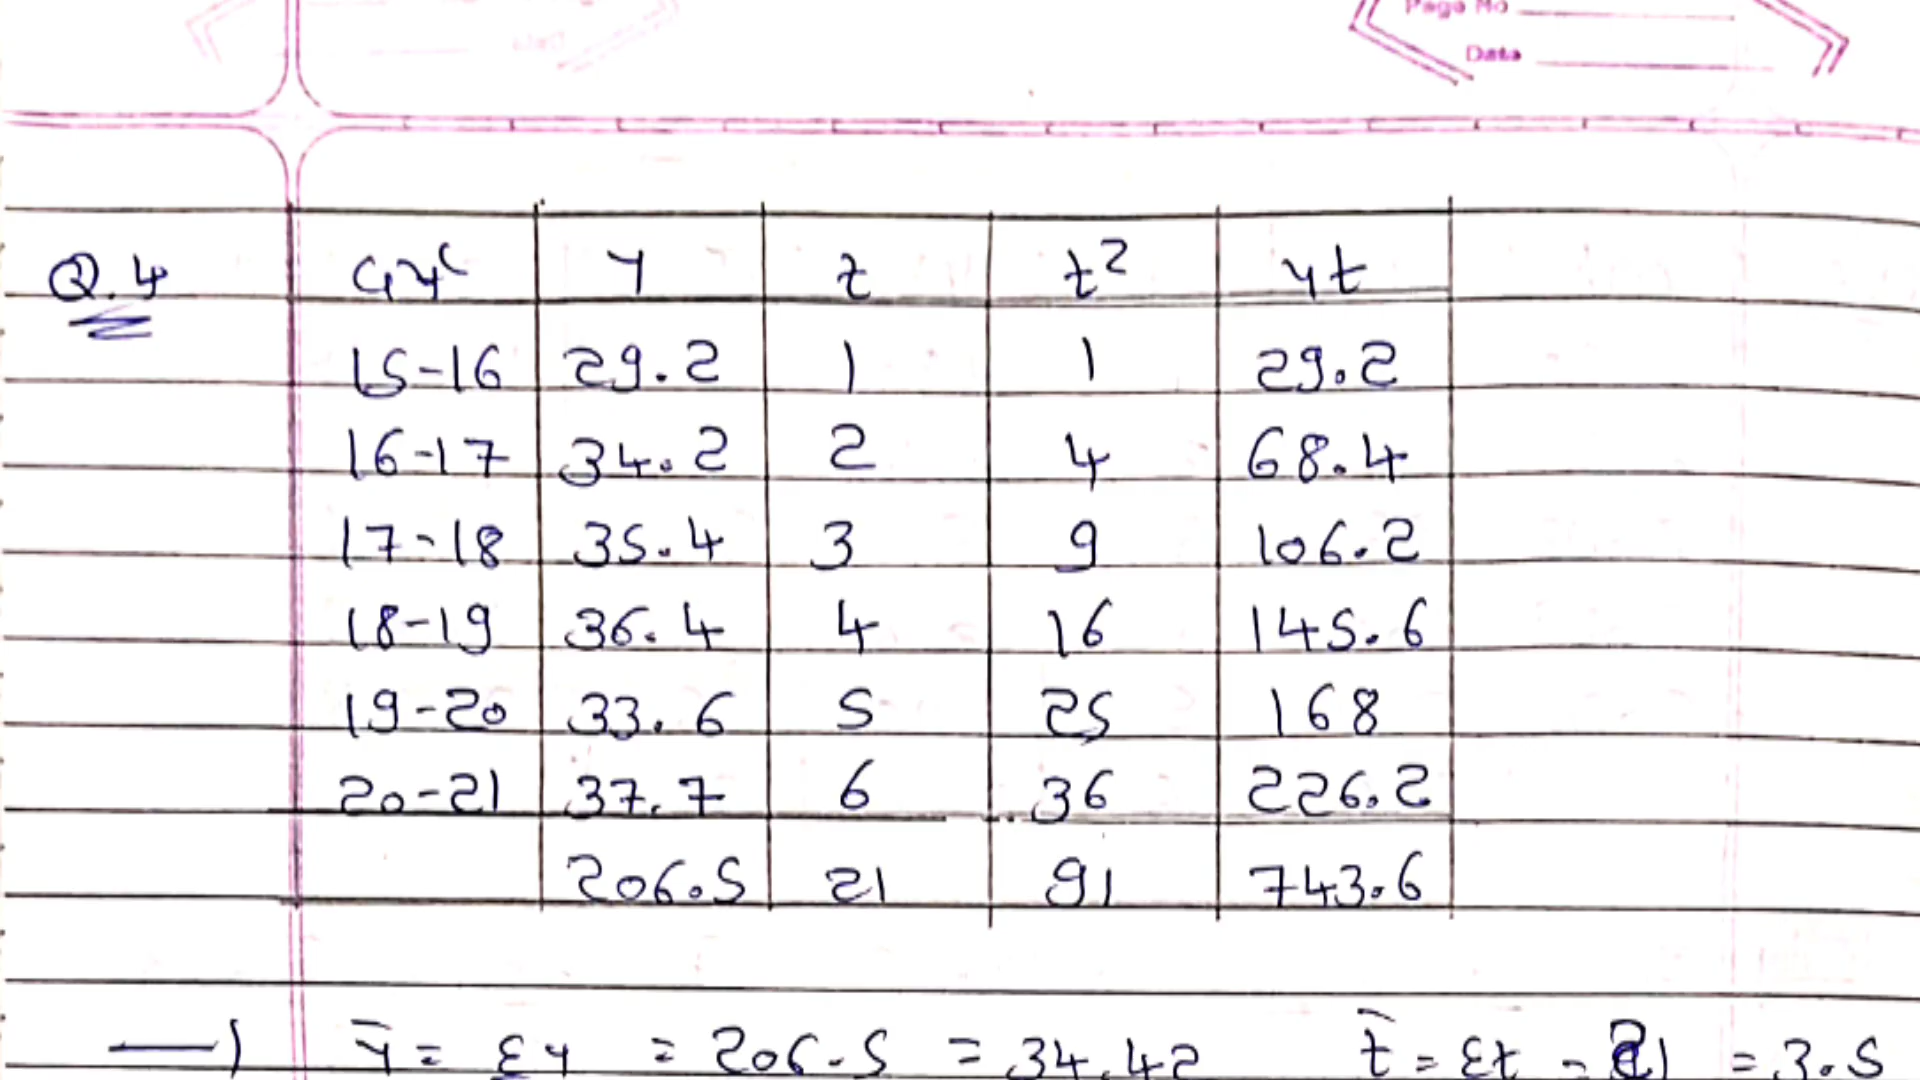 Page No
Date
Q.4 વર્ષ Y t t² yt
15-16 29.2 1 1 29.2
16-17 34.2 2 4 68.4
17-18 35.4 3 9 106.2
18-19 36.4 4 16 145.6
19-20 33.6 5 25 168
20-21 37.7 6 36 226.2
206.5 21 91 743.6
ȳ = Σy = 206.5 = 34.42 t̄ = Σt = 21 = 3.5